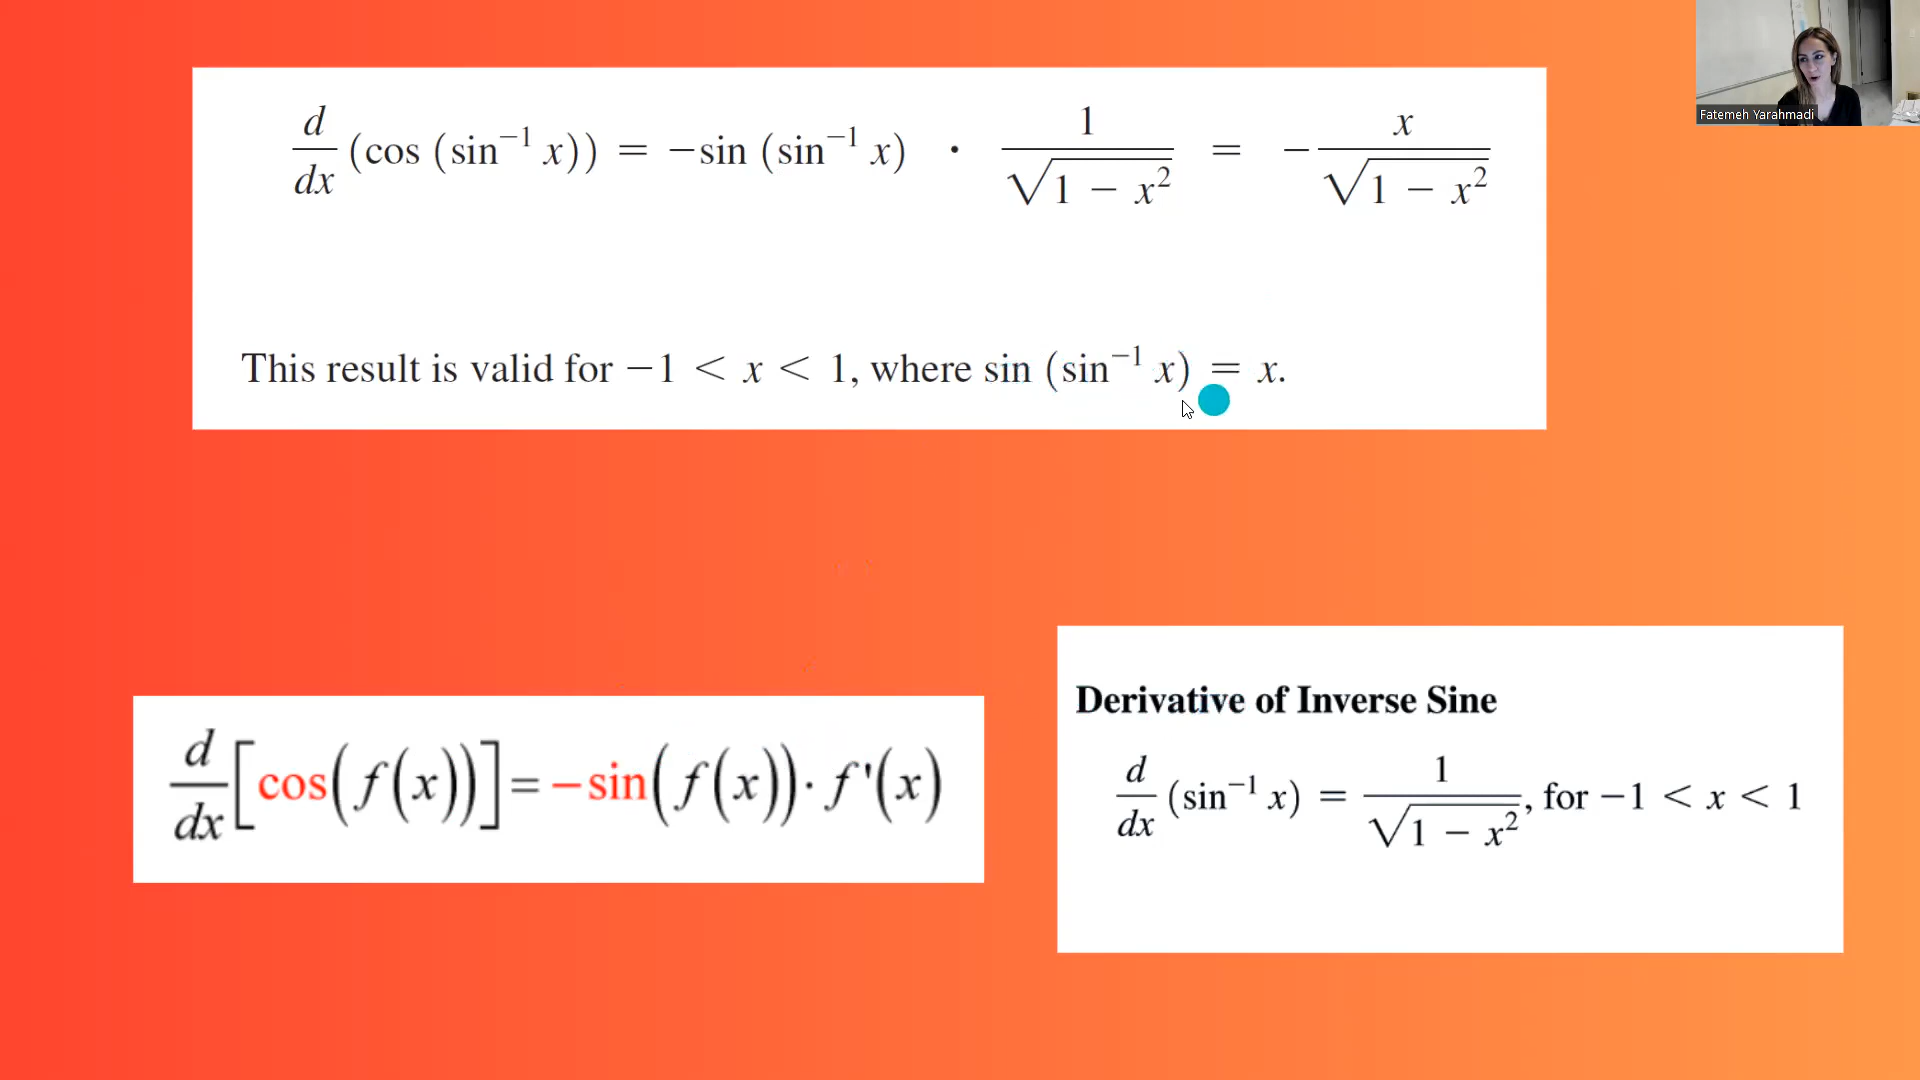 d/dx (cos (sin⁻¹ x)) = −sin (sin⁻¹ x) · 1/√(1 − x²) = − x/√(1 − x²)
This result is valid for −1 < x < 1, where sin (sin⁻¹ x) = x.
d/dx [cos(f(x))] = −sin(f(x)) · f'(x)
Derivative of Inverse Sine
d/dx (sin⁻¹ x) = 1/√(1 − x²), for −1 < x < 1
Fatemeh Yarahmadi